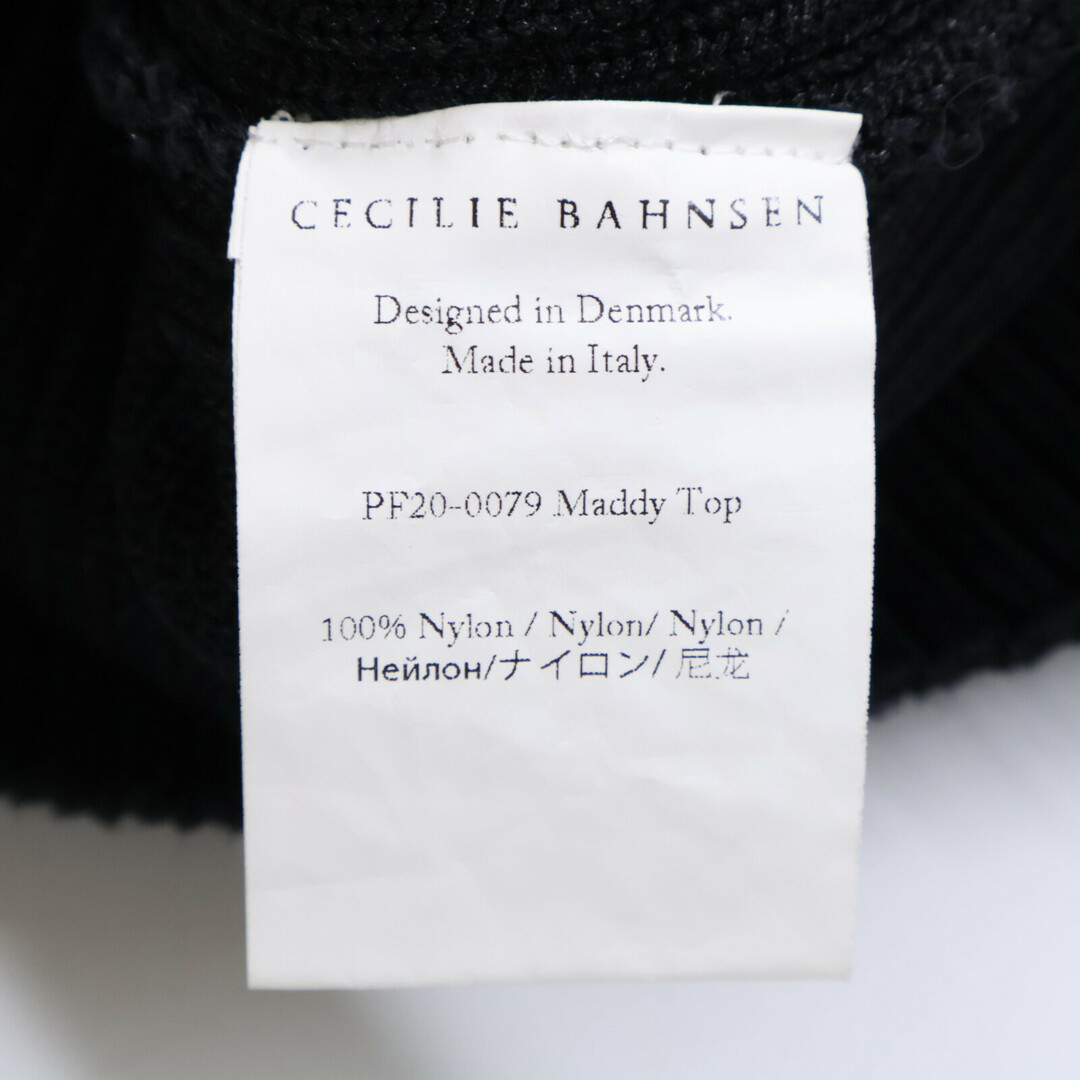 CECILIE BAHNSEN
Designed in Denmark.
Made in Italy.
PF20-0079 Maddy Top
100% Nylon / Nylon/ Nylon /
Нейлон/ナイロン/ 尼龙